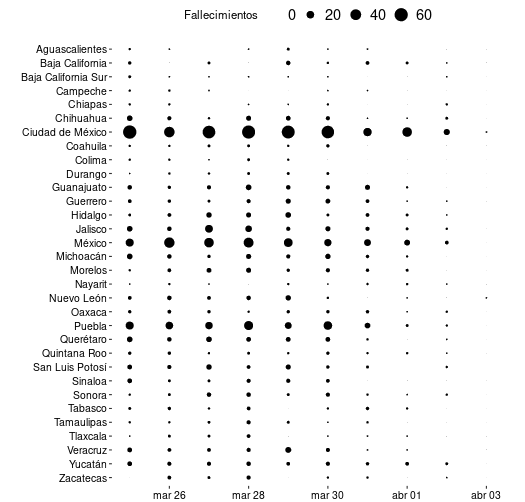 Fallecimientos 0 20 40 60
Aguascalientes
Baja California
Baja California Sur
Campeche
Chiapas
Chihuahua
Ciudad de México
Coahuila
Colima
Durango
Guanajuato
Guerrero
Hidalgo
Jalisco
México
Michoacán
Morelos
Nayarit
Nuevo León
Oaxaca
Puebla
Querétaro
Quintana Roo
San Luis Potosí
Sinaloa
Sonora
Tabasco
Tamaulipas
Tlaxcala
Veracruz
Yucatán
Zacatecas
mar 26 mar 28 mar 30 abr 01 abr 03